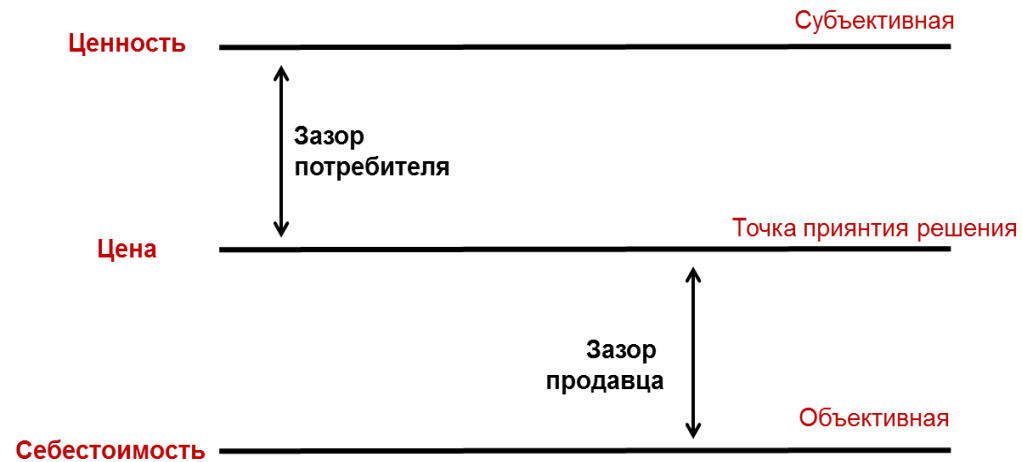 Субъективная
Ценность
Зазор
потребителя
Точка приянтия решения
Цена
Зазор
продавца
Объективная
Себестоимость